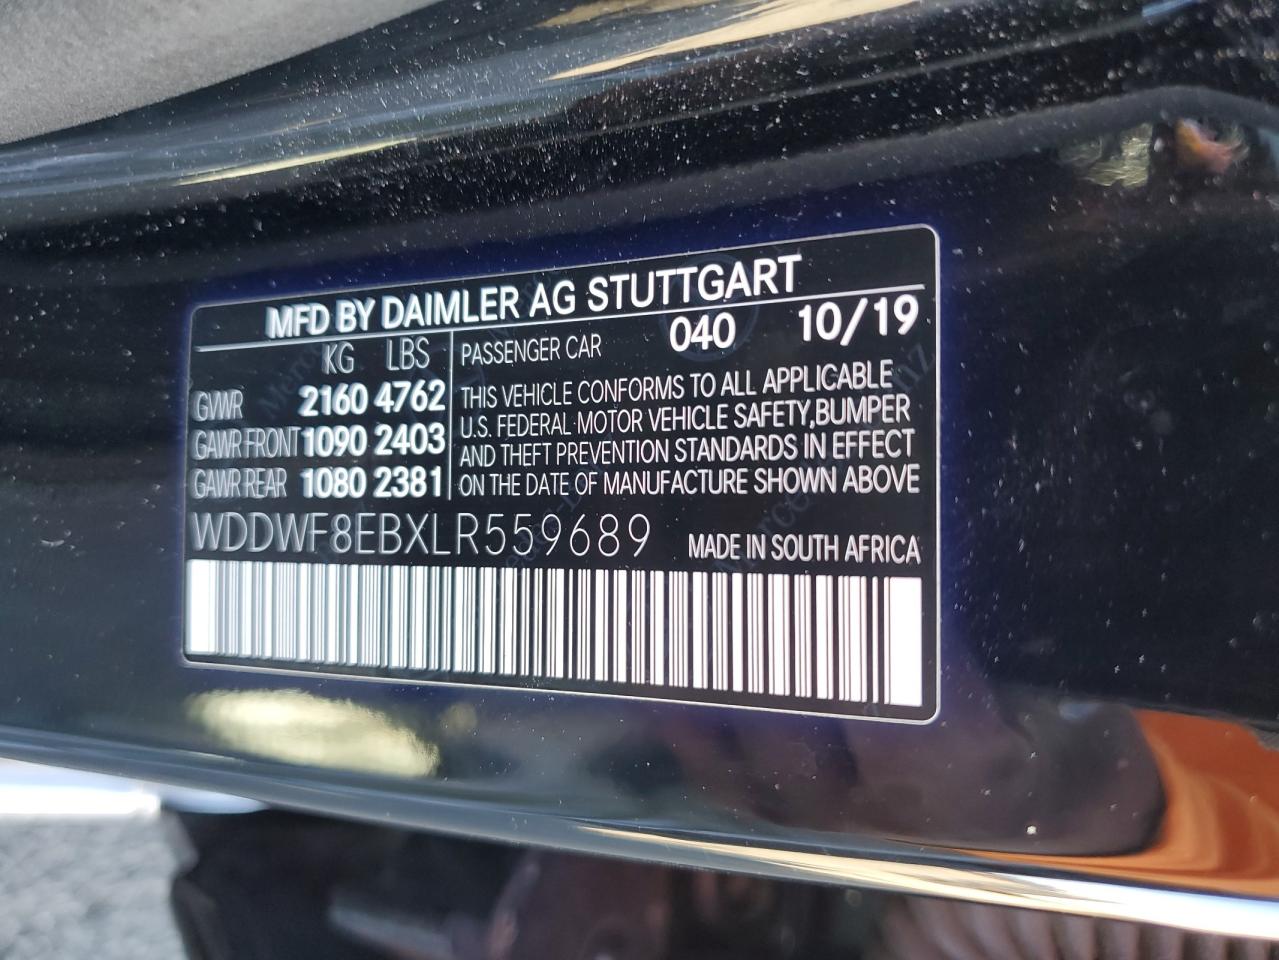 MFD BY DAIMLER AG STUTTGART
KG LBS
PASSENGER CAR 040 10/19
GVWR 2160 4762
GAWR FRONT 1090 2403
GAWR REAR 1080 2381
THIS VEHICLE CONFORMS TO ALL APPLICABLE
U.S. FEDERAL MOTOR VEHICLE SAFETY,BUMPER
AND THEFT PREVENTION STANDARDS IN EFFECT
ON THE DATE OF MANUFACTURE SHOWN ABOVE
WDDWF8EBXLR559689 MADE IN SOUTH AFRICA